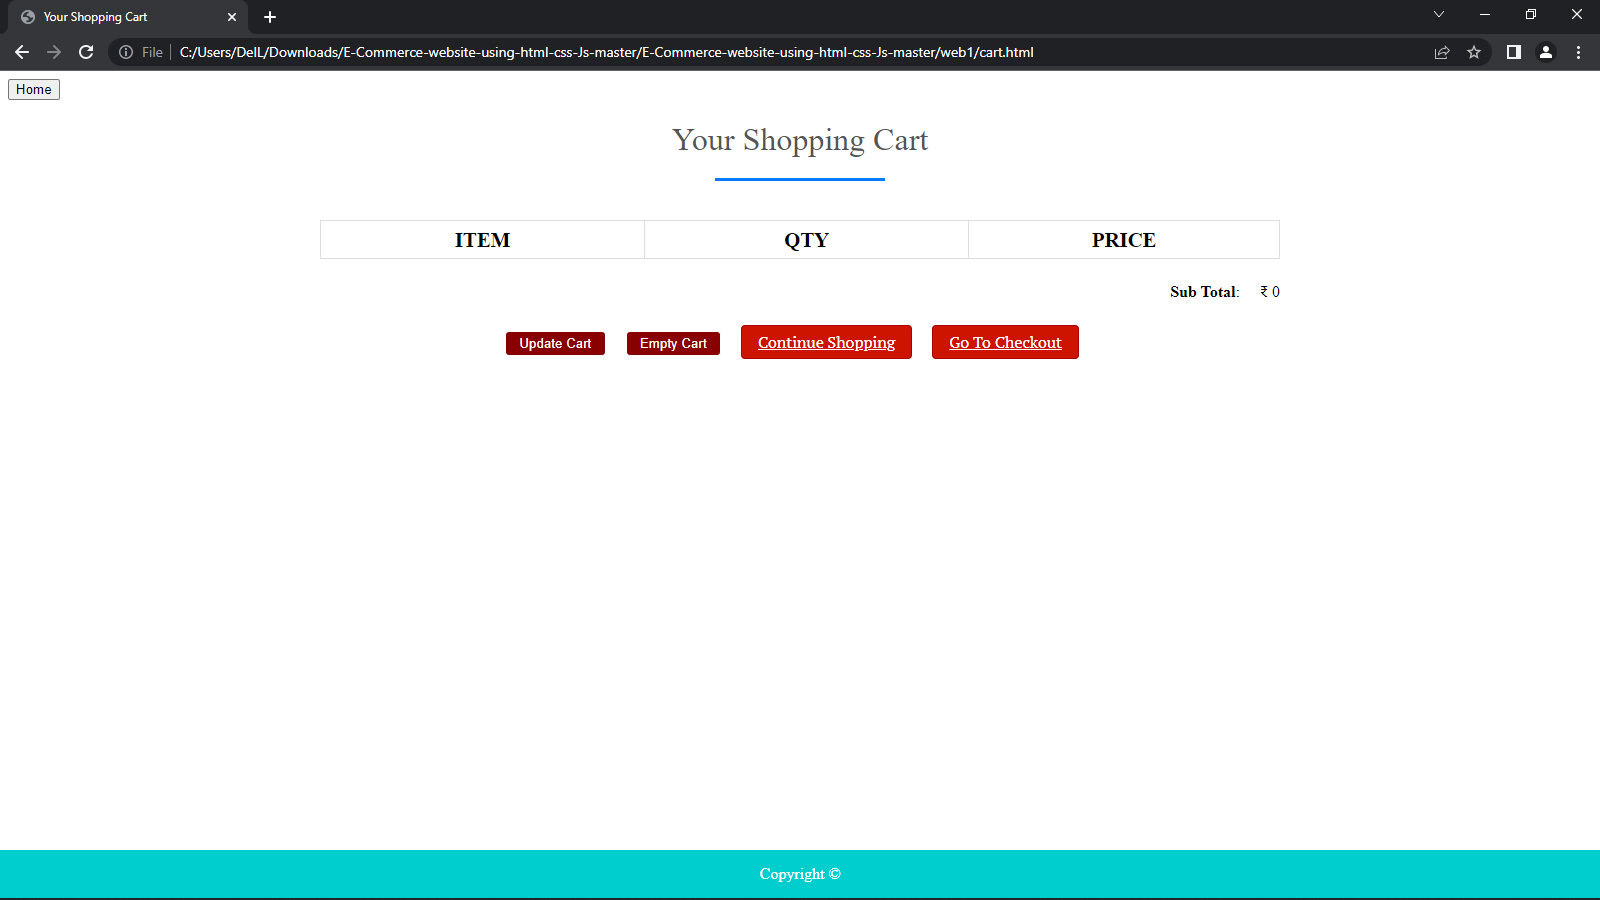 Your Shopping Cart
File C:/Users/DelL/Downloads/E-Commerce-website-using-html-css-Js-master/E-Commerce-website-using-html-css-Js-master/web1/cart.html
Home
Your Shopping Cart
ITEM QTY PRICE
Sub Total: ₹ 0
Update Cart Empty Cart Continue Shopping Go To Checkout
Copyright ©